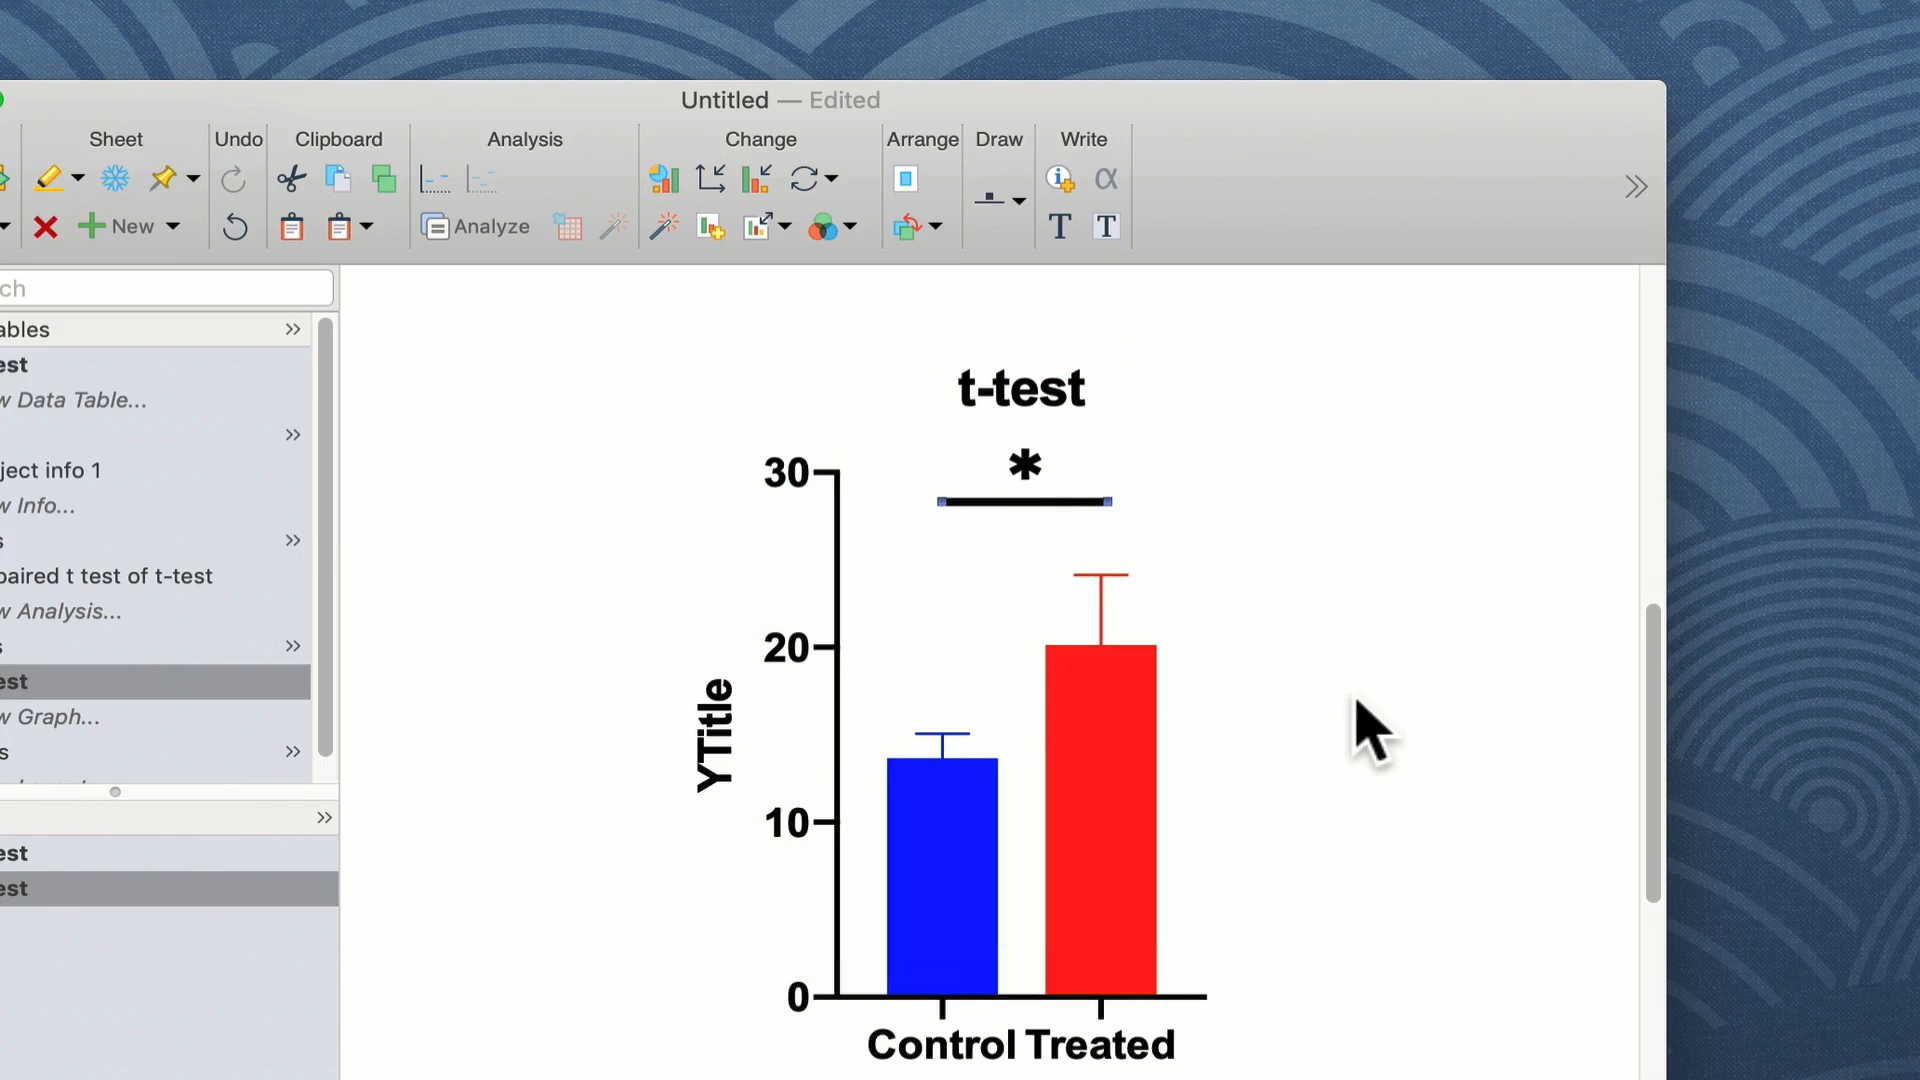 Untitled — Edited
Sheet Undo Clipboard Analysis Change Arrange Draw Write
New Analyze
ch
ables
est
w Data Table...
ject info 1
w Info...
s
paired t test of t-test
w Analysis...
s
est
w Graph...
s
est
est
t-test
*
30
20
10
0
YTitle
Control Treated